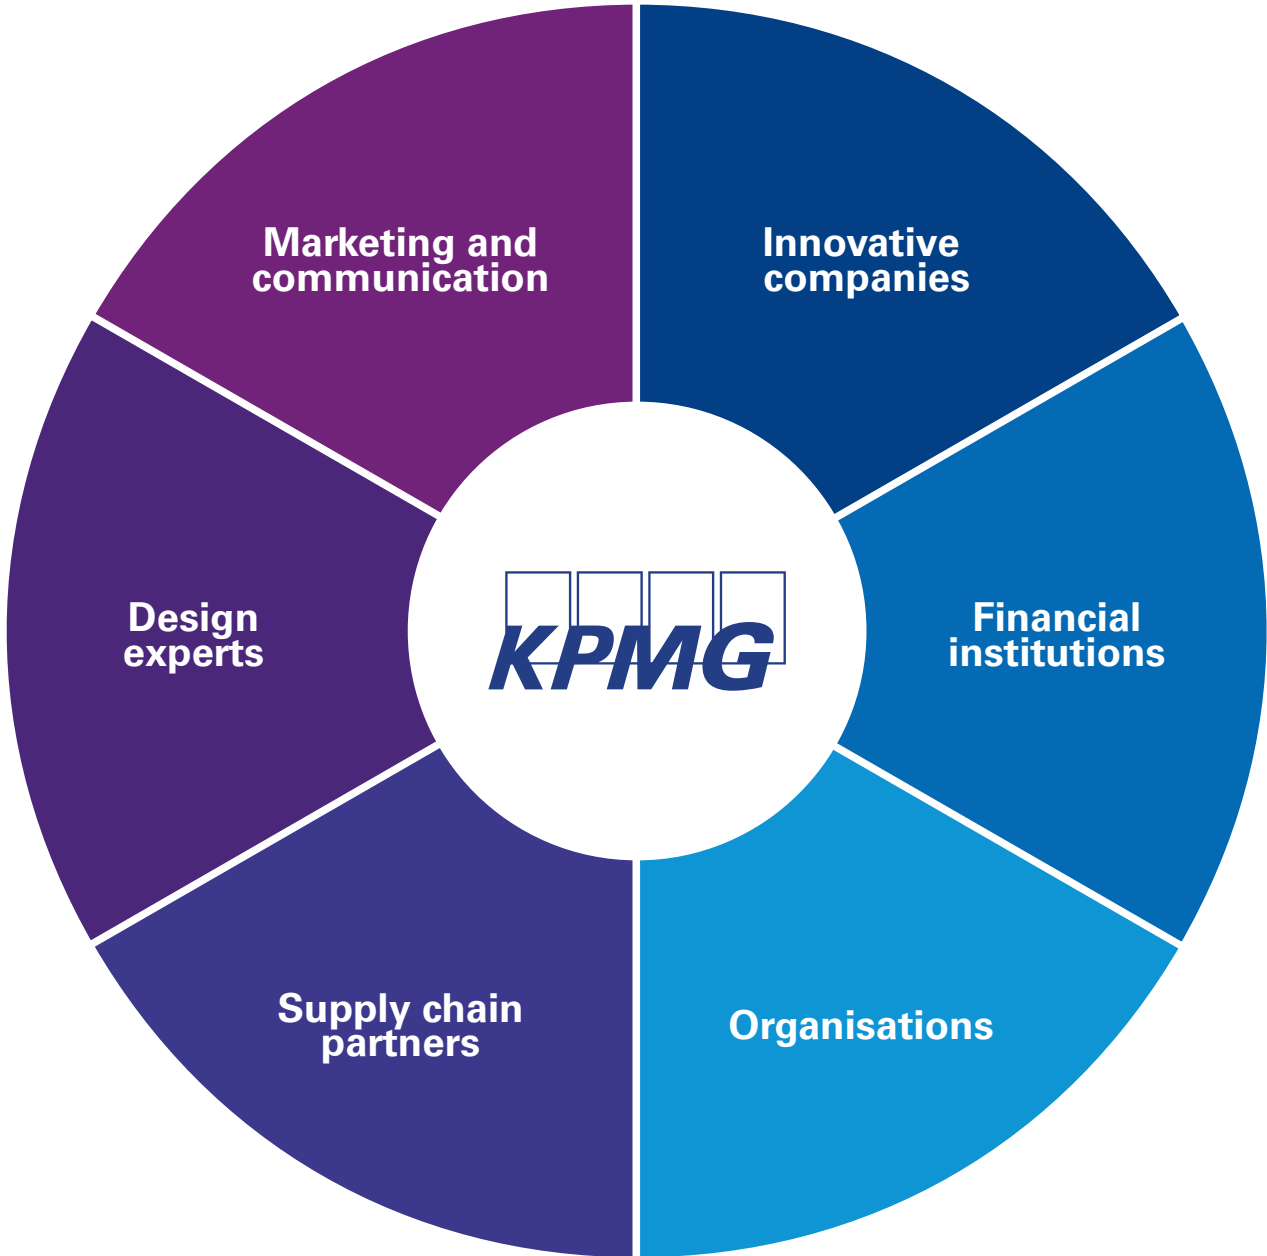 Marketing and
communication
Innovative
companies
Design
experts
KPMG
Financial
institutions
Supply chain
partners
Organisations